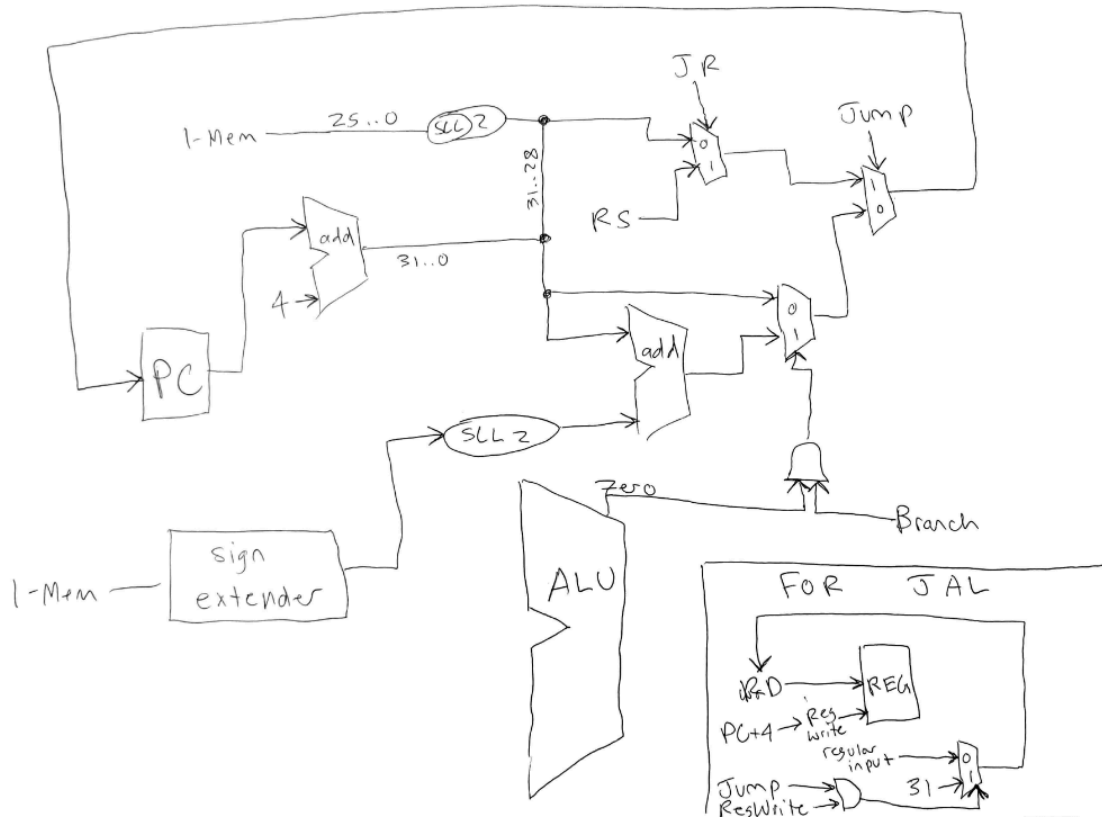 JR
Jump
I-Mem
25..0
SLL 2
0
1
1
0
31..28
RS
add
31..0
4
0
1
add
PC
SLL 2
Zero
Branch
sign
extender
I-Mem
ALU
FOR JAL
REG
PC+4
Reg
Write
regular
input
0
1
31
Jump
RegWrite